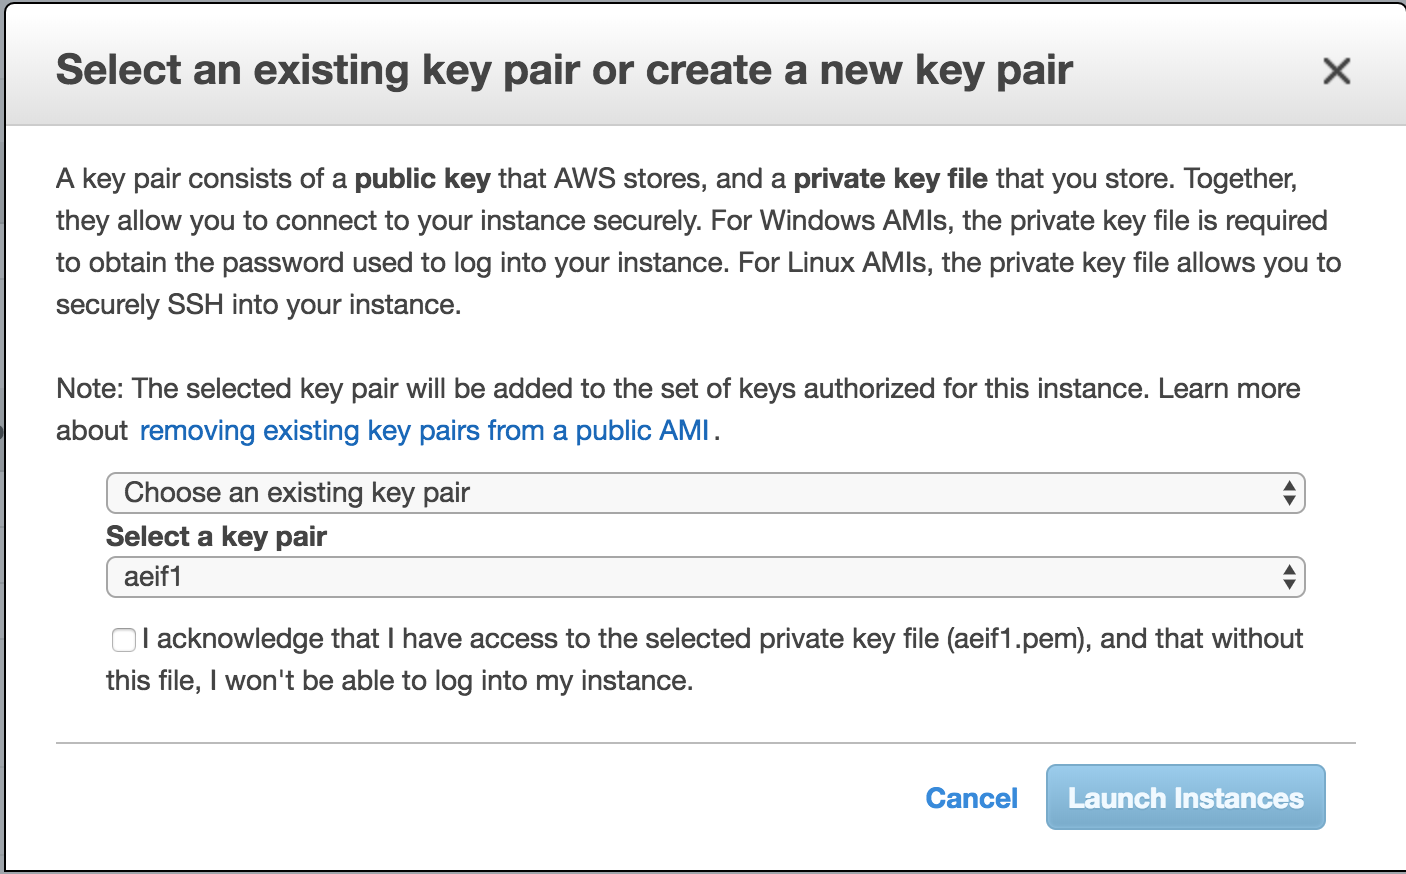 Select an existing key pair or create a new key pair
A key pair consists of a public key that AWS stores, and a private key file that you store. Together,
they allow you to connect to your instance securely. For Windows AMIs, the private key file is required
to obtain the password used to log into your instance. For Linux AMIs, the private key file allows you to
securely SSH into your instance.
Note: The selected key pair will be added to the set of keys authorized for this instance. Learn more
about removing existing key pairs from a public AMI.
Choose an existing key pair
Select a key pair
aeif1
I acknowledge that I have access to the selected private key file (aeif1.pem), and that without
this file, I won't be able to log into my instance.
Cancel Launch Instances